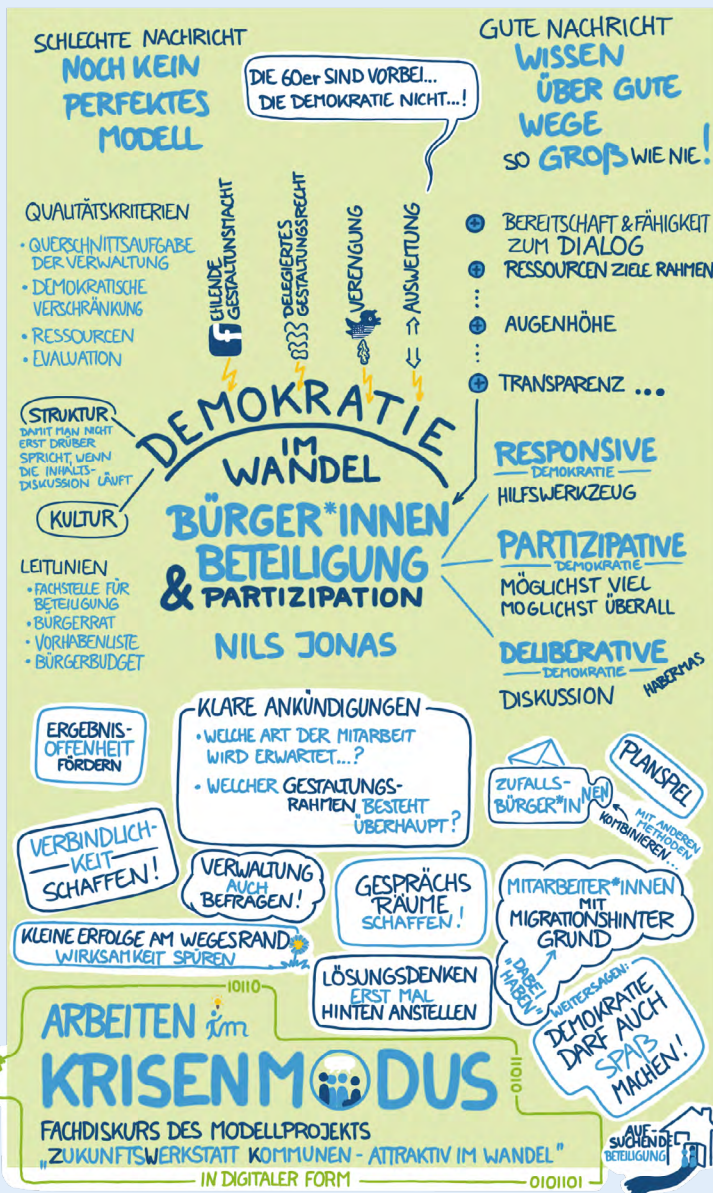 SCHLECHTE NACHRICHT
NOCH KEIN
PERFEKTES
MODELL
DIE 60er SIND VORBEI...
DIE DEMOKRATIE NICHT...!
GUTE NACHRICHT
WISSEN
ÜBER GUTE
WEGE
SO GROß WIE NIE!
QUALITÄTSKRITERIEN
• QUERSCHNITTSAUFGABE
DER VERWALTUNG
• DEMOKRATISCHE
VERSCHRÄNKUNG
• RESSOURCEN
• EVALUATION
f EHLENDE
GESTALTUNSMACHT
DELEGIERTES
GESTALTUNGSRECHT
VERENGUNG
AUSWEITUNG
BEREITSCHAFT & FÄHIGKEIT
ZUM DIALOG
RESSOURCEN ZIELE RAHMEN
AUGENHÖHE
TRANSPARENZ ...
STRUKTUR
DAMIT MAN NICHT
ERST DRÜBER
SPRICHT, WENN
DIE INHALTS-
DISKUSSION LÄUFT
KULTUR
DEMOKRATIE
IM
WANDEL
BÜRGER*INNEN
BETEILIGUNG
& PARTIZIPATION
NILS JONAS
RESPONSIVE
DEMOKRATIE
HILFSWERKZEUG
PARTIZIPATIVE
DEMOKRATIE
MÖGLICHST VIEL
MOGLICHST ÜBERALL
DELIBERATIVE
DEMOKRATIE
DISKUSSION
HABERMAS
LEITLINIEN
• FACHSTELLE FÜR
BETEILIGUNG
• BÜRGERRAT
• VORHABENLISTE
• BÜRGERBUDGET
ERGEBNIS-
OFFENHEIT
FÖRDERN
KLARE ANKÜNDIGUNGEN
• WELCHE ART DER MITARBEIT
WIRD ERWARTET...?
• WELCHER GESTALTUNGS-
RAHMEN BESTEHT
ÜBERHAUPT?
ZUFALLS-
BÜRGER*INNEN
PLANSPIEL
MIT ANDEREN
METHODEN
KOMBINIEREN...
VERBINDLICH-
KEIT
SCHAFFEN!
VERWALTUNG
AUCH
BEFRAGEN!
GESPRÄCHS
RÄUME
SCHAFFEN!
MITARBEITER*INNEN
MIT
MIGRATIONSHINTER
GRUND
„DABEI
HABEN"
KLEINE ERFOLGE AM WEGESRAND
WIRKSAMKEIT SPÜREN
LÖSUNGSDENKEN
ERST MAL
HINTEN ANSTELLEN
WEITERSAGEN:
DEMOKRATIE
DARF AUCH
SPAß
MACHEN!
10110
ARBEITEN im
KRISENMODUS
01011
FACHDISKURS DES MODELLPROJEKTS
„ZUKUNFTSWERKSTATT KOMMUNEN - ATTRAKTIV IM WANDEL"
IN DIGITALER FORM
0101101
AUF-
SUCHENDE
BETEILIGUNG